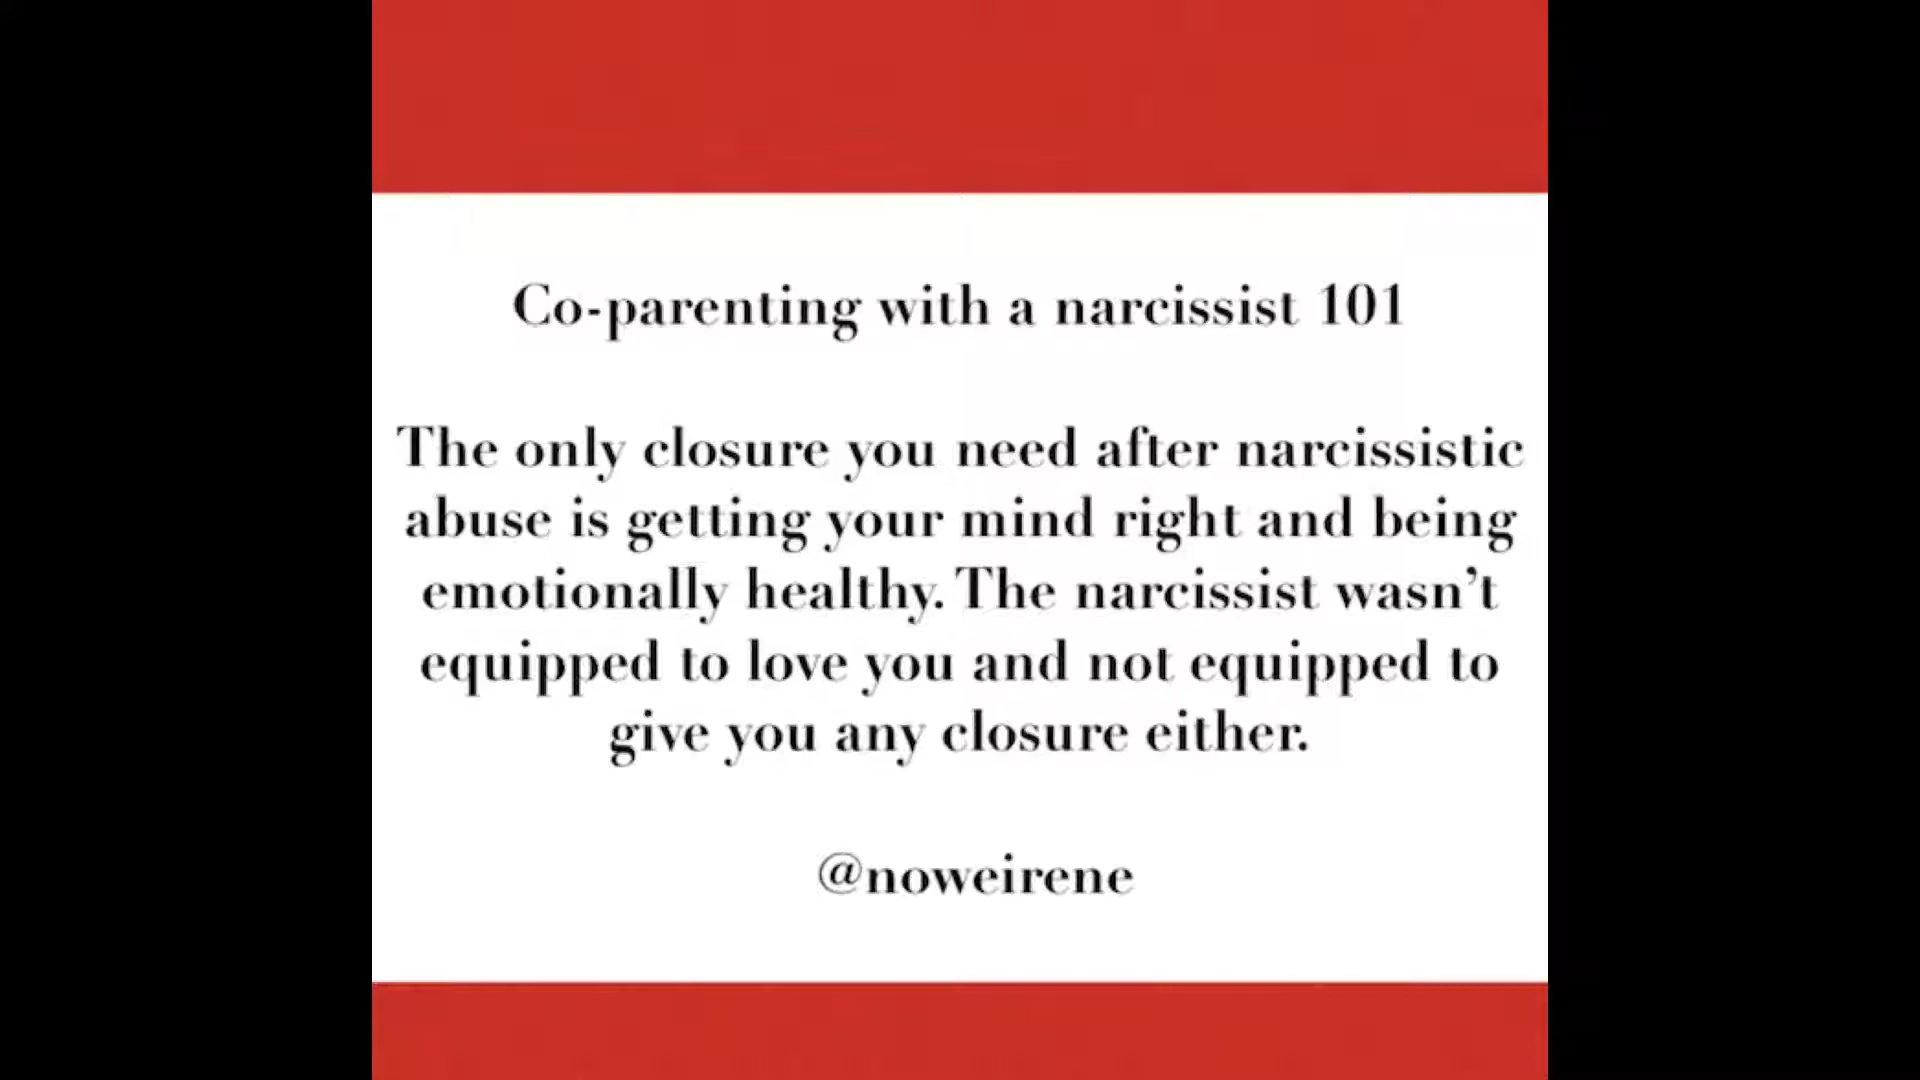 Co-parenting with a narcissist 101
The only closure you need after narcissistic
abuse is getting your mind right and being
emotionally healthy. The narcissist wasn’t
equipped to love you and not equipped to
give you any closure either.
@noweirene